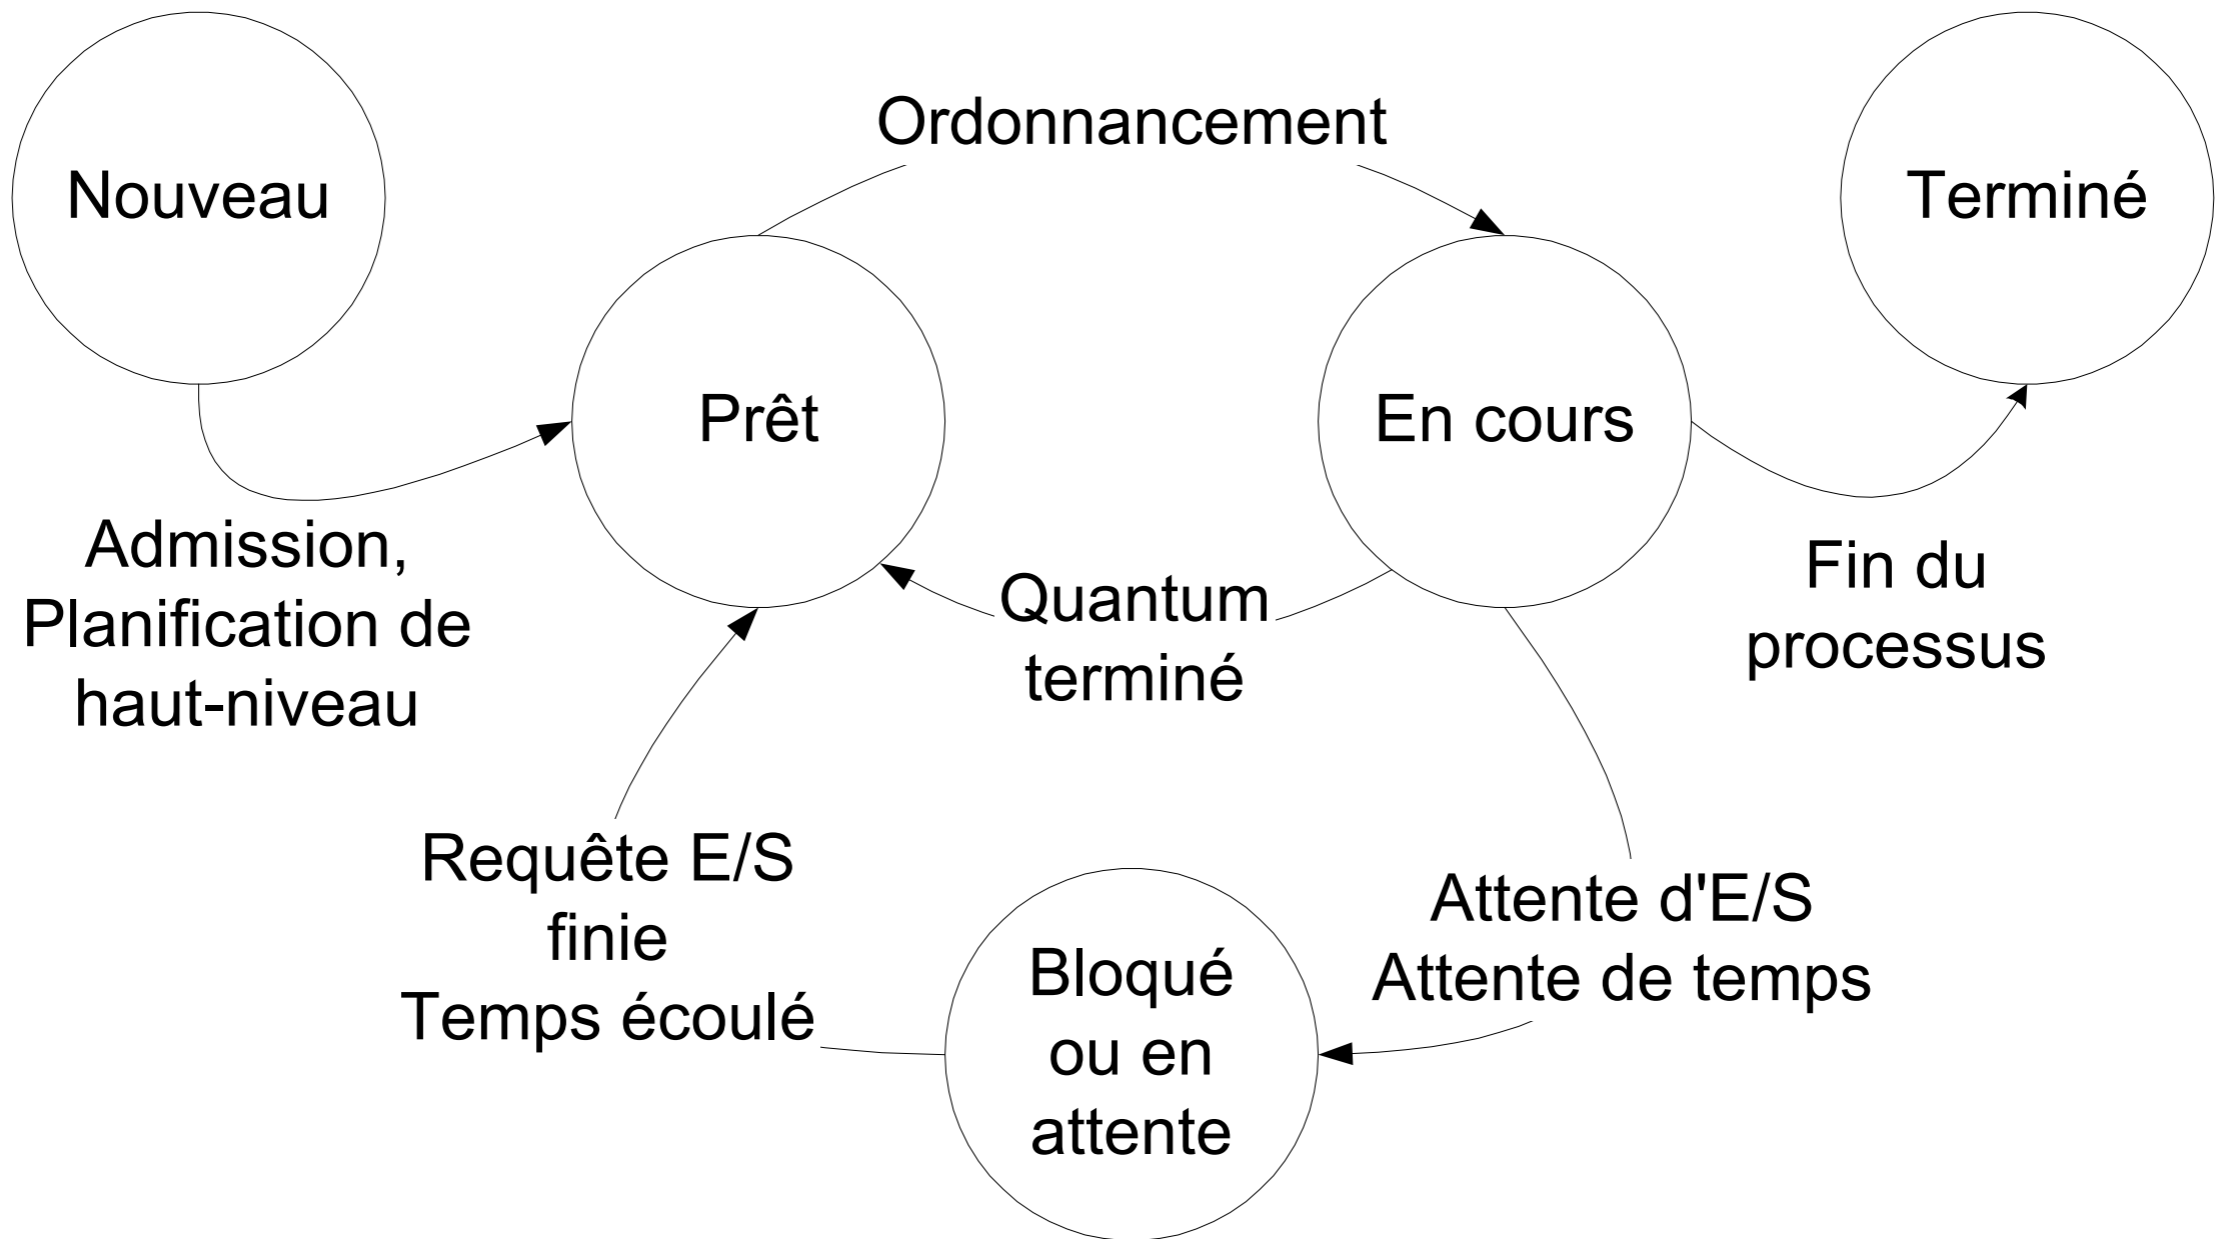 Nouveau
Ordonnancement
Terminé
Prêt
En cours
Admission,
Planification de
haut-niveau
Quantum
terminé
Fin du
processus
Requête E/S
finie
Temps écoulé
Attente d'E/S
Attente de temps
Bloqué
ou en
attente